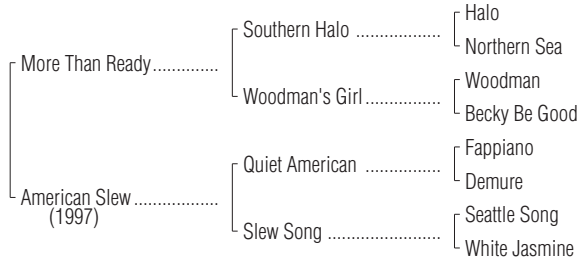 Halo
Southern Halo ..................
Northern Sea
More Than Ready..............
Woodman
Woodman's Girl................
Becky Be Good
Fappiano
Quiet American ................
Demure
American Slew ..................
(1997)
Seattle Song
Slew Song ........................
White Jasmine